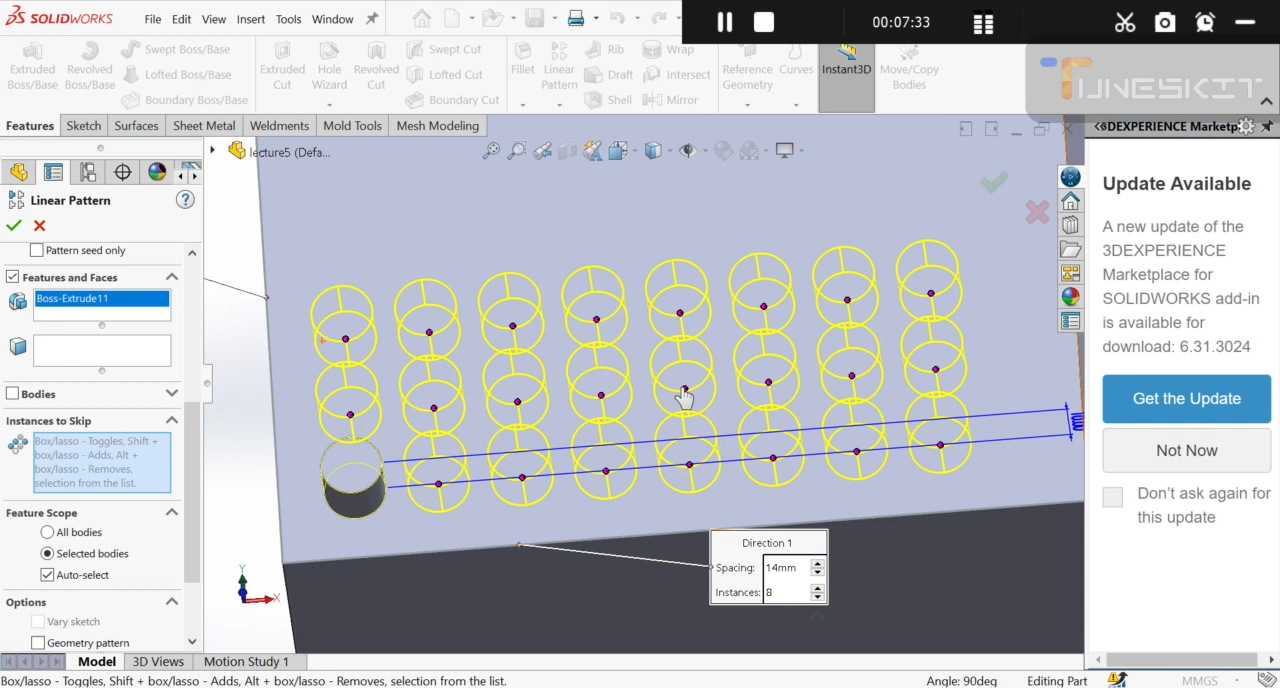 SOLIDWORKS
File Edit View Insert Tools Window
00:07:33
Extruded Boss/Base
Revolved Boss/Base
Swept Boss/Base
Lofted Boss/Base
Boundary Boss/Base
Extruded Cut
Hole Wizard
Revolved Cut
Swept Cut
Lofted Cut
Boundary Cut
Fillet
Linear Pattern
Rib
Draft
Shell
Wrap
Intersect
Mirror
Reference Geometry
Curves
Instant3D
Move/Copy Bodies
TUNESKIT
Features Sketch Surfaces Sheet Metal Weldments Mold Tools Mesh Modeling
3DEXPERIENCE Marketp
lecture5 (Defa...
Linear Pattern
Pattern seed only
Features and Faces
Boss-Extrude11
Bodies
Instances to Skip
Box/lasso - Toggles, Shift +
box/lasso - Adds, Alt +
box/lasso - Removes,
selection from the list.
Feature Scope
All bodies
Selected bodies
Auto-select
Options
Vary sketch
Geometry pattern
Y
X
Direction 1
Spacing: 14mm
Instances: 8
Update Available
A new update of the
3DEXPERIENCE
Marketplace for
SOLIDWORKS add-in
is available for
download: 6.31.3024
Get the Update
Not Now
Don't ask again for
this update
Model 3D Views Motion Study 1
Box/lasso - Toggles, Shift + box/lasso - Adds, Alt + box/lasso - Removes, selection from the list.
Angle: 90deg Editing Part MMGS